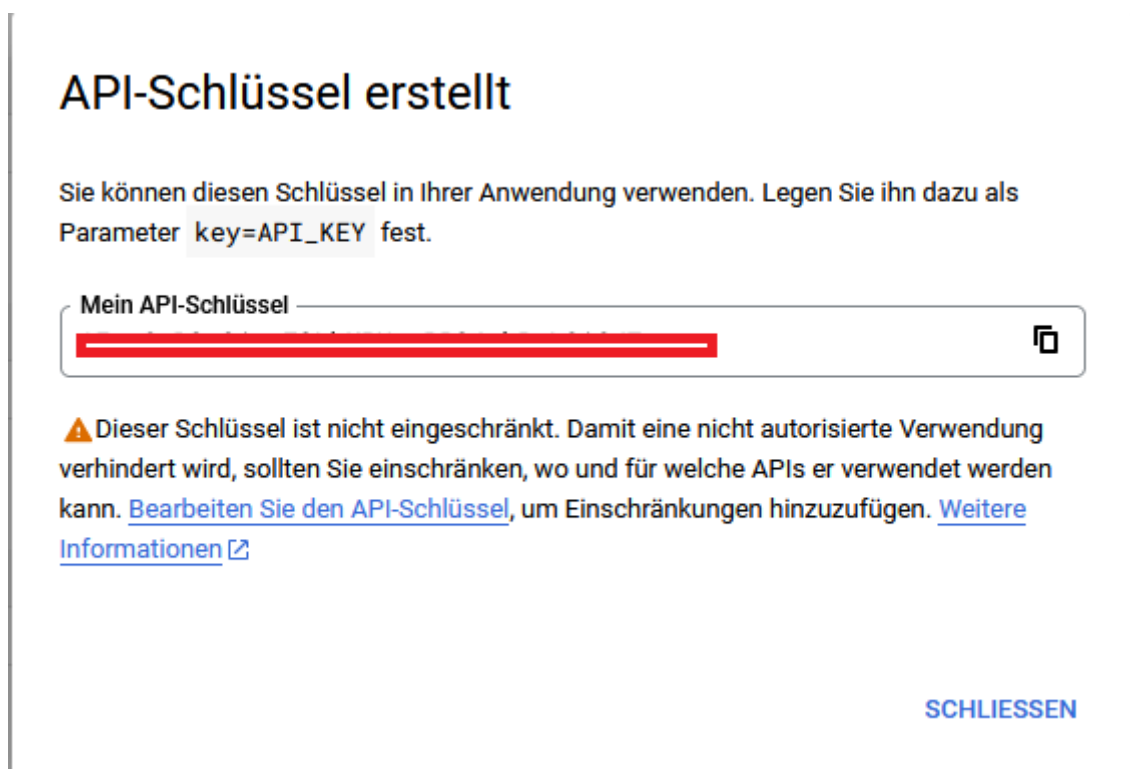 API-Schlüssel erstellt
Sie können diesen Schlüssel in Ihrer Anwendung verwenden. Legen Sie ihn dazu als
Parameter key=API_KEY fest.
Mein API-Schlüssel
Dieser Schlüssel ist nicht eingeschränkt. Damit eine nicht autorisierte Verwendung
verhindert wird, sollten Sie einschränken, wo und für welche APIs er verwendet werden
kann. Bearbeiten Sie den API-Schlüssel, um Einschränkungen hinzuzufügen. Weitere
Informationen
SCHLIESSEN